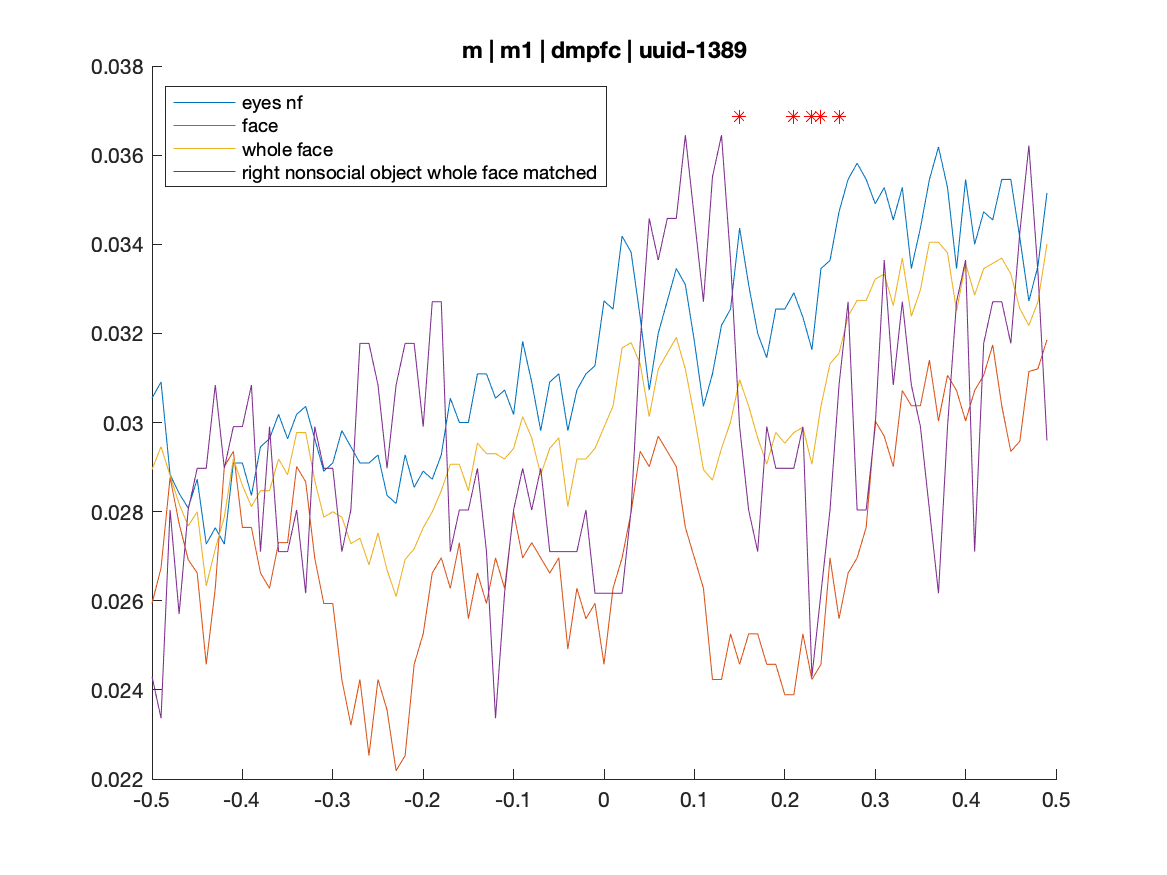 m | m1 | dmpfc | uuid-1389
0.038
eyes nf
face
whole face
right nonsocial object whole face matched
0.036
0.034
0.032
0.03
0.028
0.026
0.024
0.022
-0.5 -0.4 -0.3 -0.2 -0.1 0 0.1 0.2 0.3 0.4 0.5